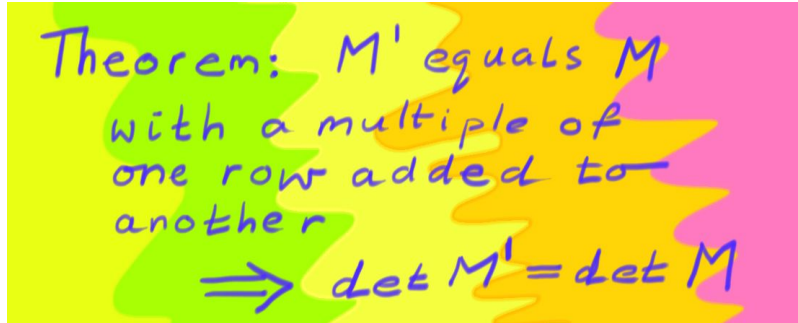 Theorem: M' equals M
with a multiple of
one row added to
another
⇒ det M' = det M